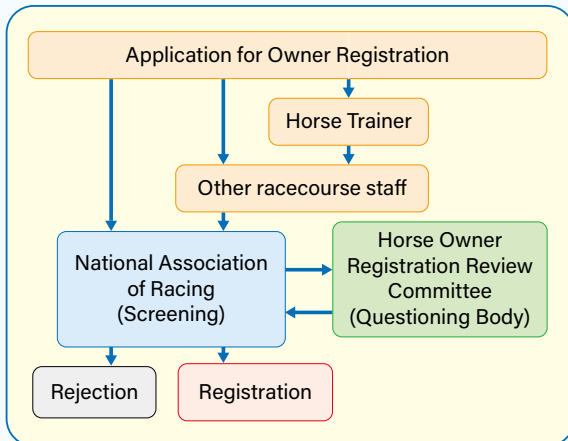 Application for Owner Registration
Horse Trainer
Other racecourse staff
National Association
of Racing
(Screening)
Horse Owner
Registration Review
Committee
(Questioning Body)
Rejection
Registration